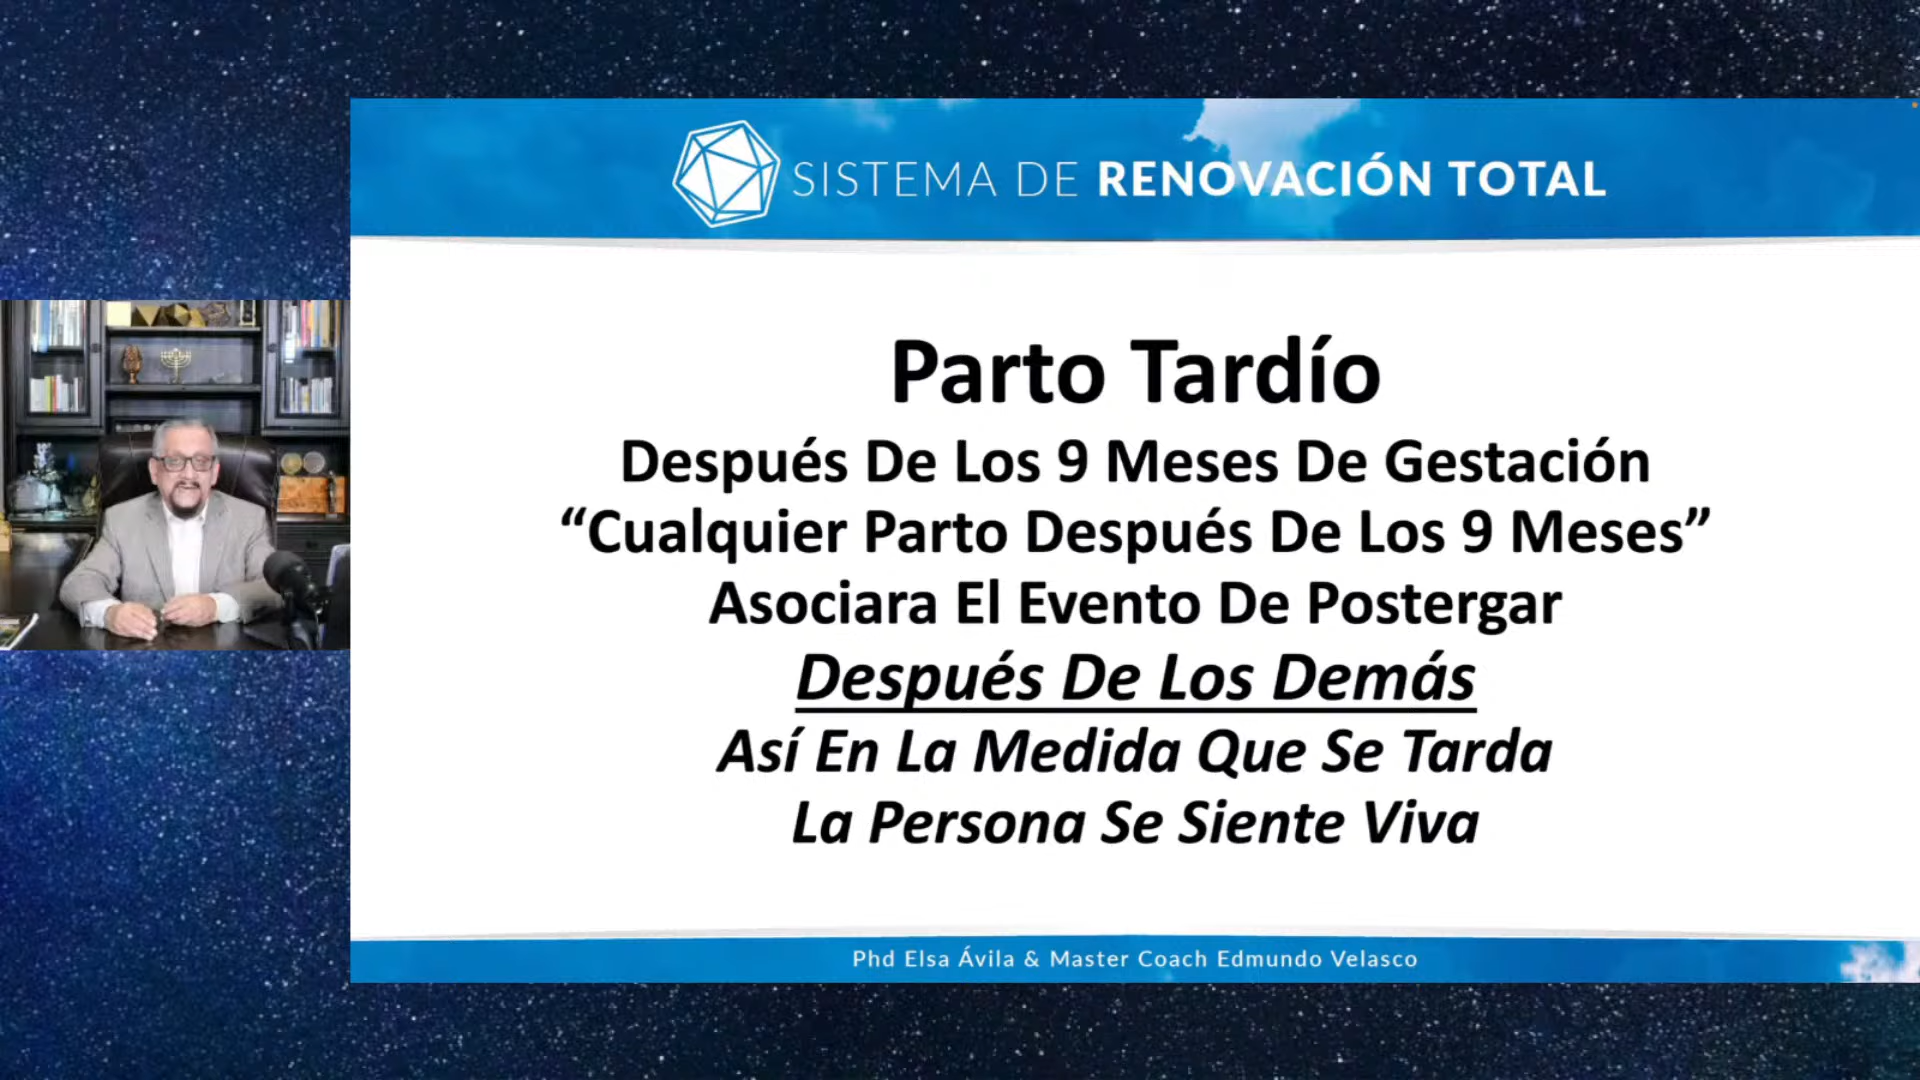 SISTEMA DE RENOVACIÓN TOTAL
Parto Tardío
Después De Los 9 Meses De Gestación
“Cualquier Parto Después De Los 9 Meses”
Asociara El Evento De Postergar
Después De Los Demás
Así En La Medida Que Se Tarda
La Persona Se Siente Viva
Phd Elsa Ávila & Master Coach Edmundo Velasco